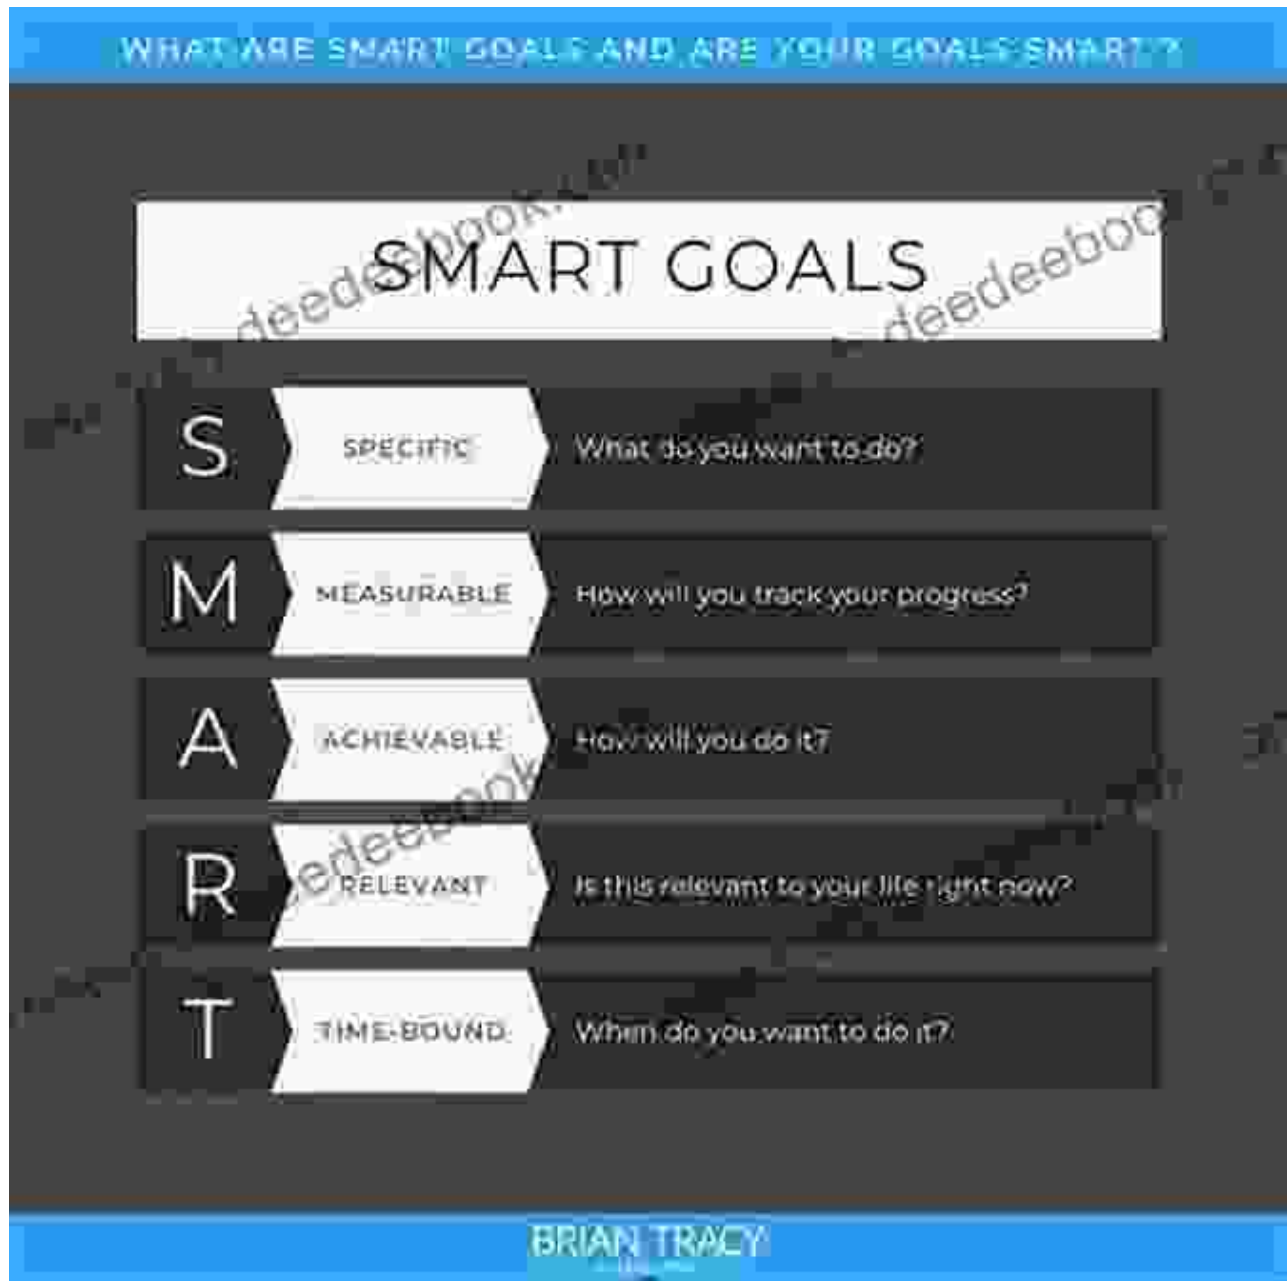 WHAT ARE SMART GOALS AND ARE YOUR GOALS SMART ?
SMART GOALS
S SPECIFIC What do you want to do?
M MEASURABLE How will you track your progress?
A ACHIEVABLE How will you do it?
R RELEVANT Is this relevant to your life right now?
T TIME-BOUND When do you want to do it?
BRIAN TRACY